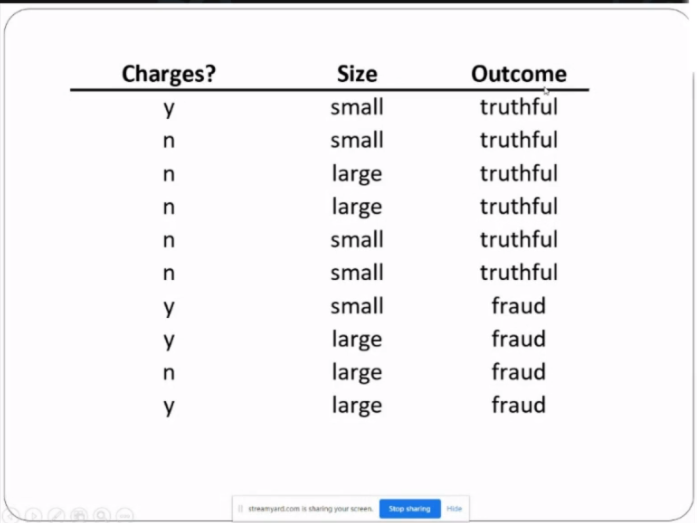 Charges? Size Outcome
y small truthful
n small truthful
n large truthful
n large truthful
n small truthful
n small truthful
y small fraud
y large fraud
n large fraud
y large fraud
streamyard.com is sharing your screen. Stop sharing Hide